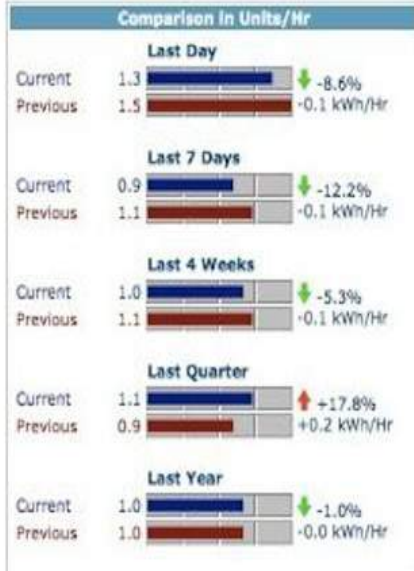 Comparison in Units/Hr
Last Day
Current 1.3 -8.6%
Previous 1.5 -0.1 kWh/Hr
Last 7 Days
Current 0.9 -12.2%
Previous 1.1 -0.1 kWh/Hr
Last 4 Weeks
Current 1.0 -5.3%
Previous 1.1 -0.1 kWh/Hr
Last Quarter
Current 1.1 +17.8%
Previous 0.9 +0.2 kWh/Hr
Last Year
Current 1.0 -1.0%
Previous 1.0 -0.0 kWh/Hr